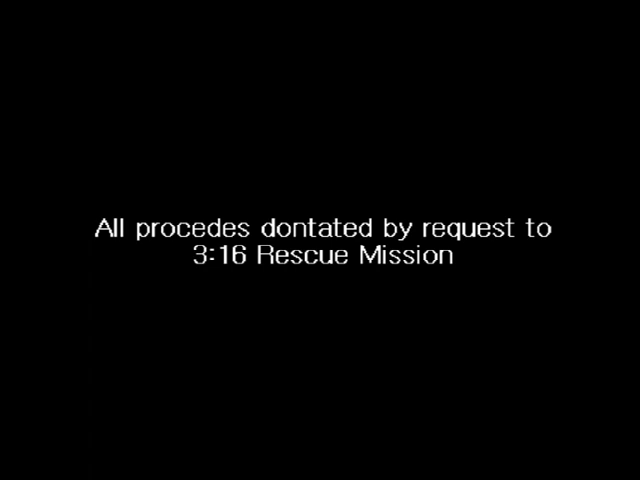 All procedes dontated by request to
3:16 Rescue Mission